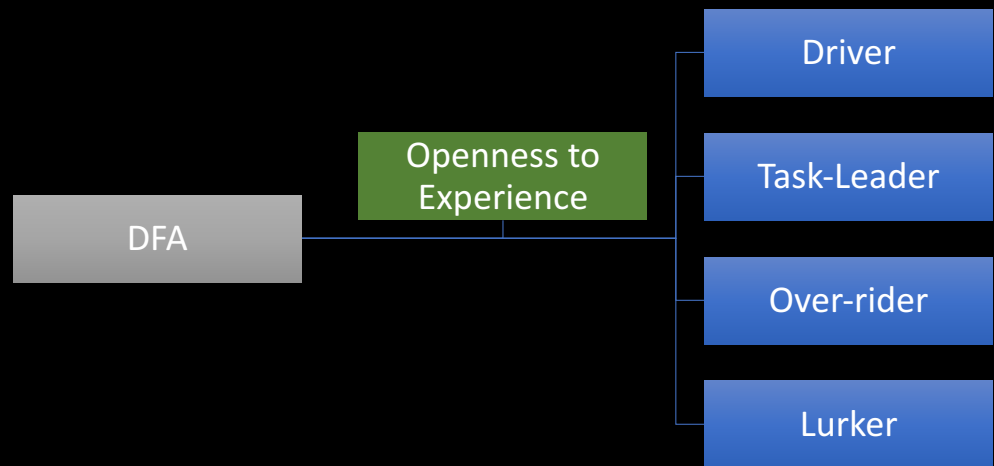 DFA
Openness to
Experience
Driver
Task-Leader
Over-rider
Lurker